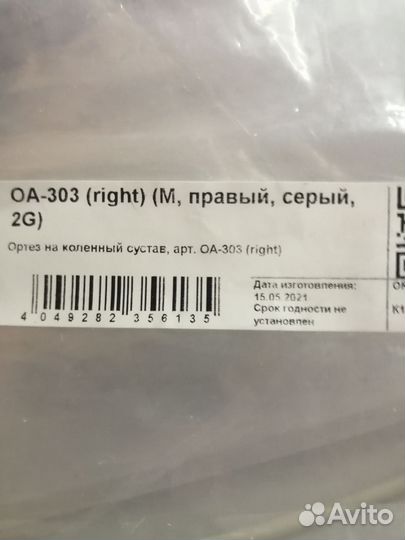 OA-303 (right) (M, правый, серый,
2G)
Ортез на коленный сустав, арт. OA-303 (right)
4 049282 356135
Дата изготовления:
15.05.2021
Срок годности не
установлен
K1
Avito